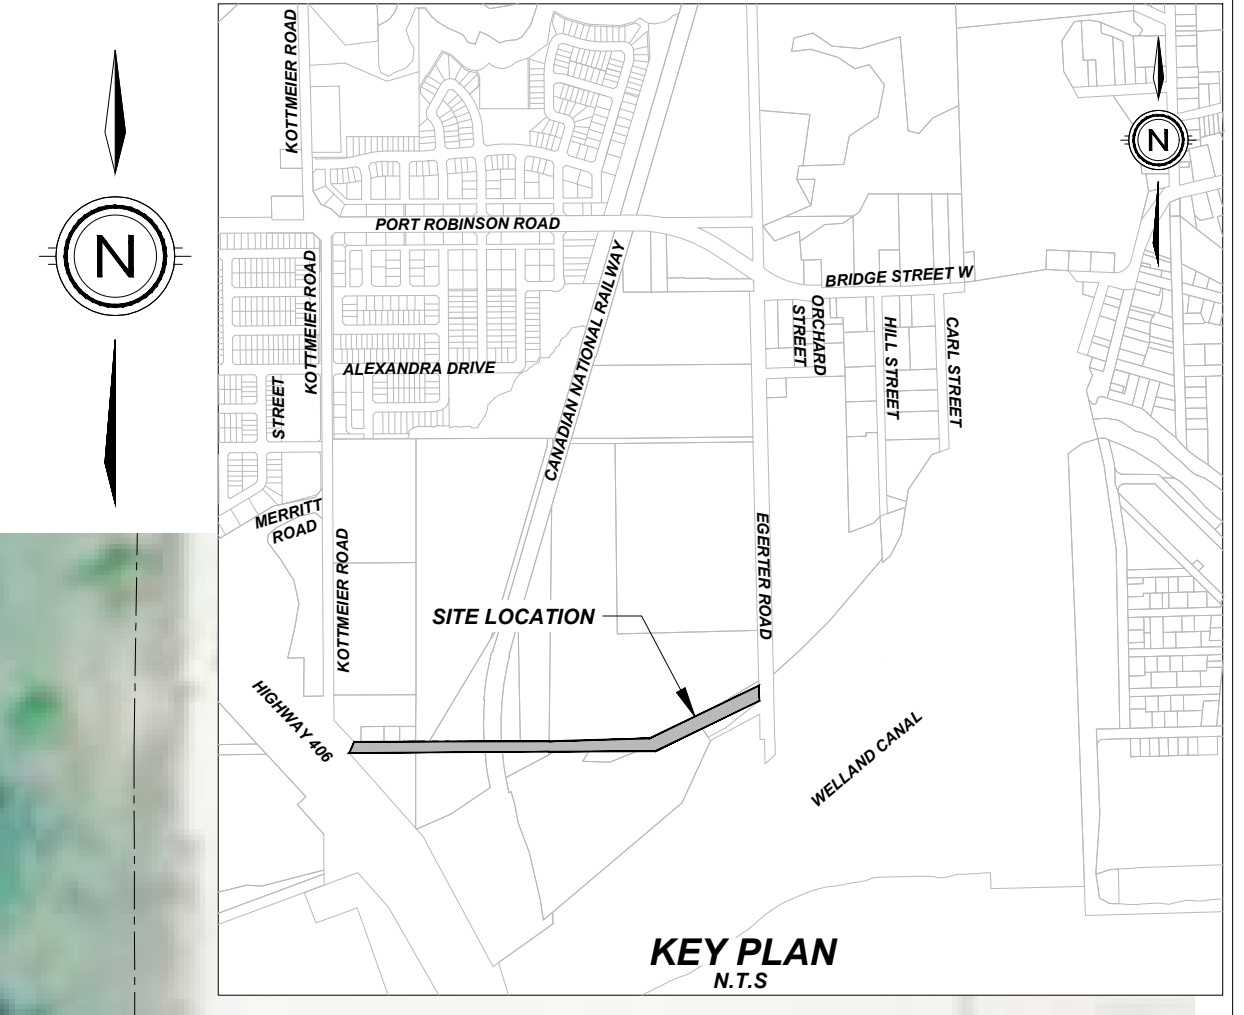 KOTTMEIER ROAD
N
N
PORT ROBINSON ROAD
BRIDGE STREET W
KOTTMEIER ROAD
CANADIAN NATIONAL RAILWAY
ORCHARD
STREET
HILL STREET
CARL STREET
ALEXANDRA DRIVE
STREET
MERRITT
ROAD
KOTTMEIER ROAD
EGERTER ROAD
SITE LOCATION
HIGHWAY 406
WELLAND CANAL
KEY PLAN
N.T.S